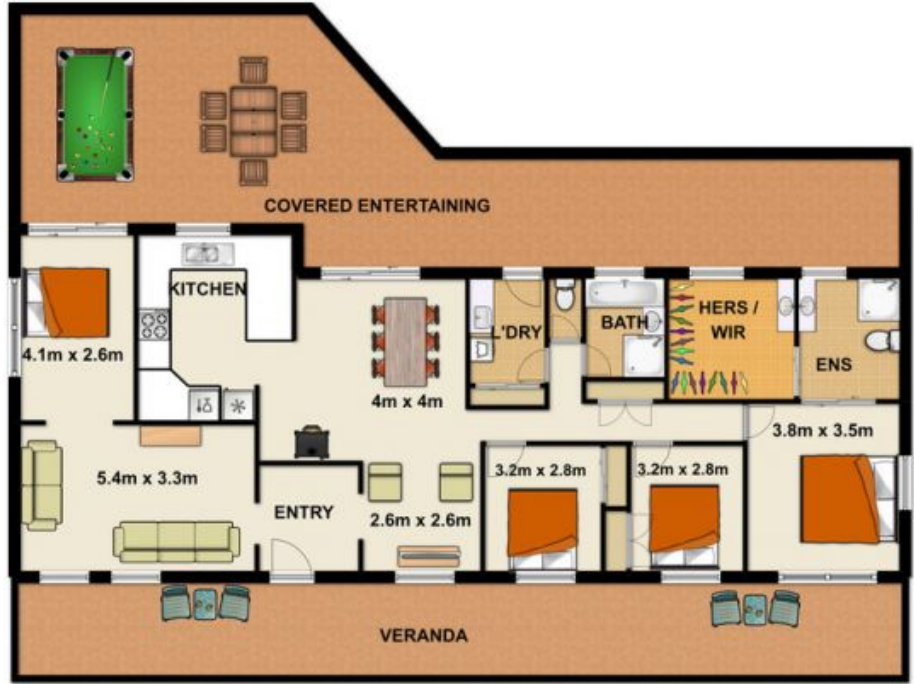 COVERED ENTERTAINING
KITCHEN
4.1m x 2.6m
L'DRY
BATH
HERS /
WIR
ENS
4m x 4m
3.8m x 3.5m
5.4m x 3.3m
ENTRY
2.6m x 2.6m
3.2m x 2.8m
3.2m x 2.8m
VERANDA